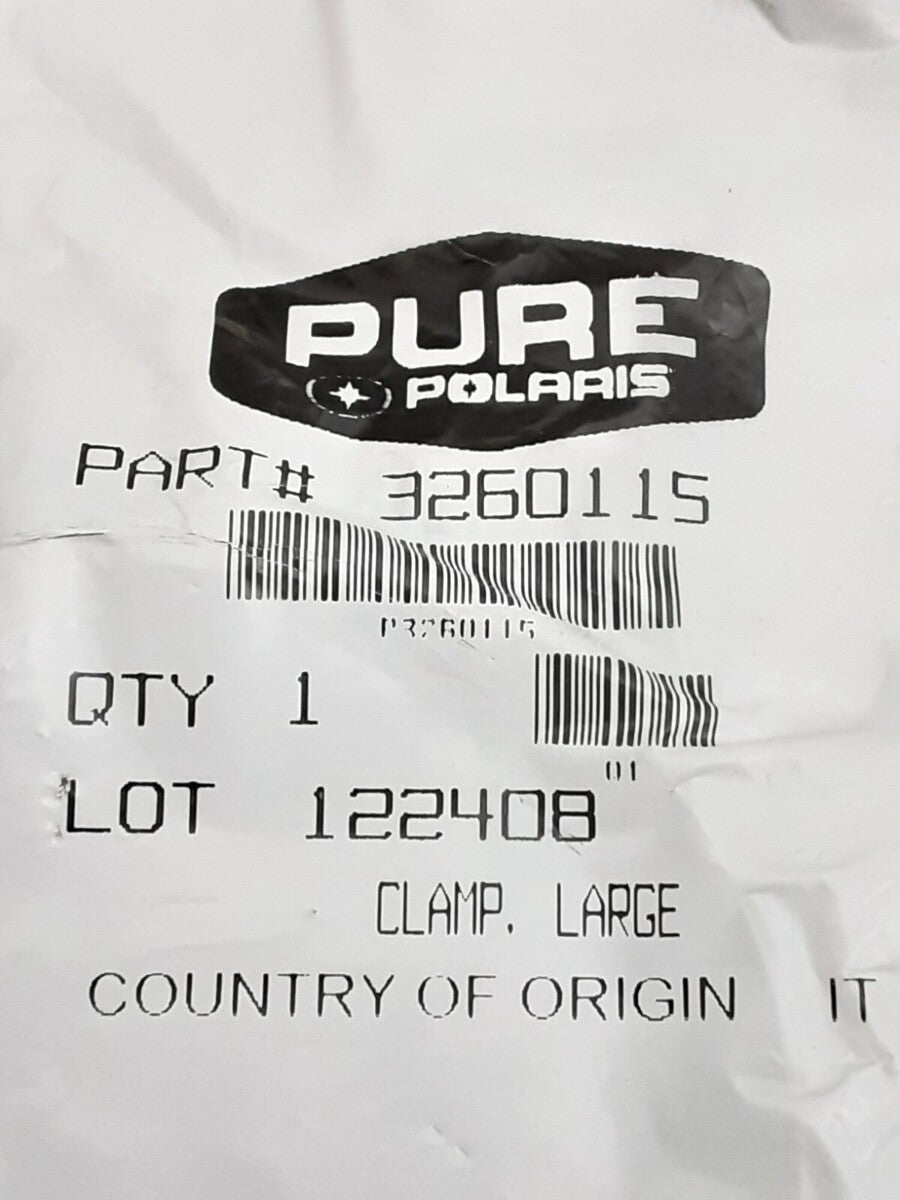 PURE
POLARIS
PART# 3260115
P3260115
QTY 1
01
LOT 122408
CLAMP, LARGE
COUNTRY OF ORIGIN IT